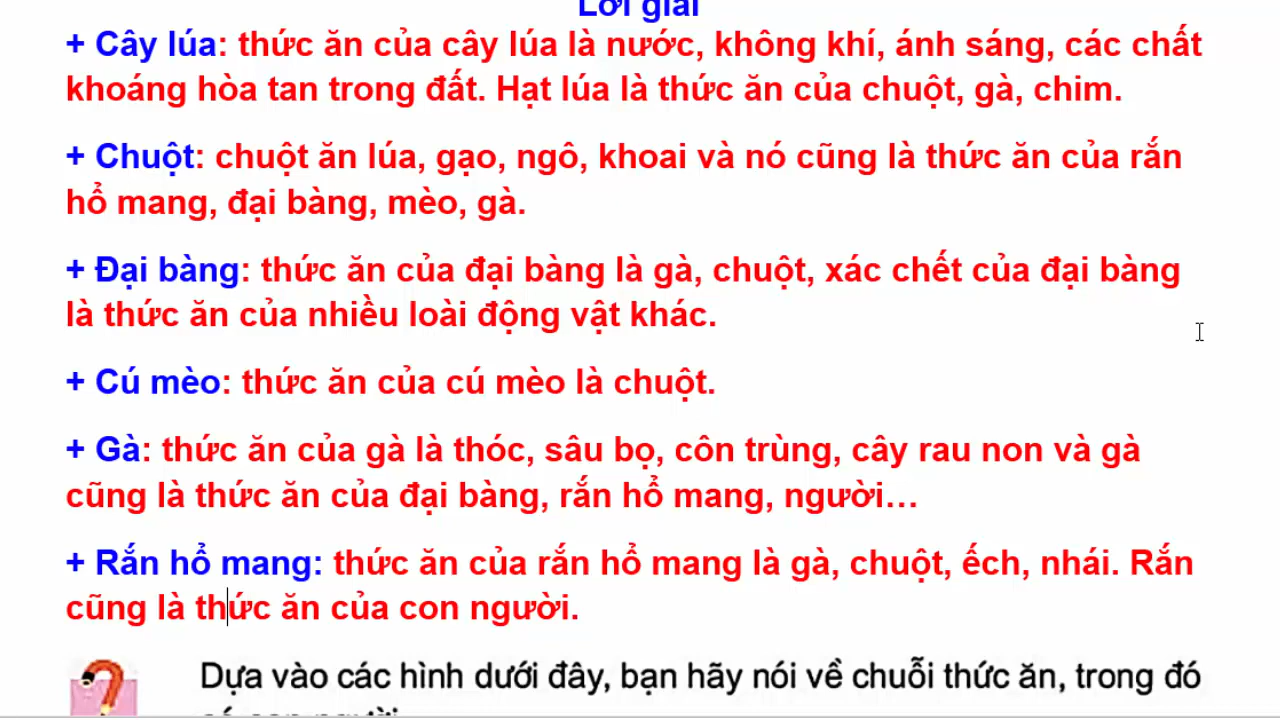 Lời giải
+ Cây lúa: thức ăn của cây lúa là nước, không khí, ánh sáng, các chất
khoáng hòa tan trong đất. Hạt lúa là thức ăn của chuột, gà, chim.
+ Chuột: chuột ăn lúa, gạo, ngô, khoai và nó cũng là thức ăn của rắn
hổ mang, đại bàng, mèo, gà.
+ Đại bàng: thức ăn của đại bàng là gà, chuột, xác chết của đại bàng
là thức ăn của nhiều loài động vật khác.
+ Cú mèo: thức ăn của cú mèo là chuột.
+ Gà: thức ăn của gà là thóc, sâu bọ, côn trùng, cây rau non và gà
cũng là thức ăn của đại bàng, rắn hổ mang, người...
+ Rắn hổ mang: thức ăn của rắn hổ mang là gà, chuột, ếch, nhái. Rắn
cũng là thức ăn của con người.
Dựa vào các hình dưới đây, bạn hãy nói về chuỗi thức ăn, trong đó
có con người